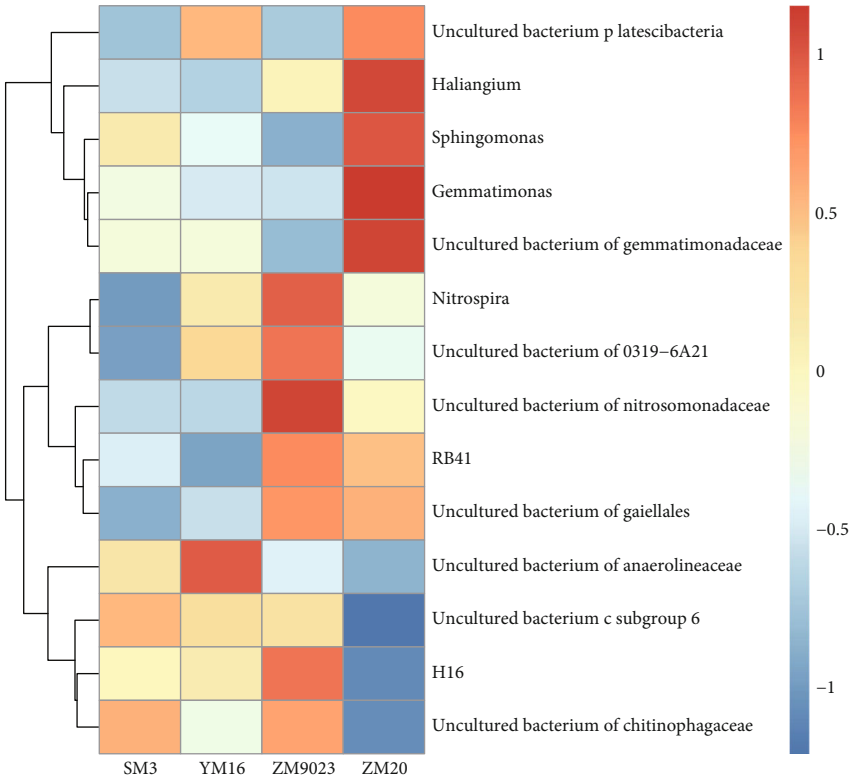 Uncultured bacterium p latescibacteria
Haliangium
Sphingomonas
Gemmatimonas
Uncultured bacterium of gemmatimonadaceae
Nitrospira
Uncultured bacterium of 0319−6A21
Uncultured bacterium of nitrosomonadaceae
RB41
Uncultured bacterium of gaiellales
Uncultured bacterium of anaerolineaceae
Uncultured bacterium c subgroup 6
H16
Uncultured bacterium of chitinophagaceae
1
0.5
0
−0.5
−1
SM3 YM16 ZM9023 ZM20